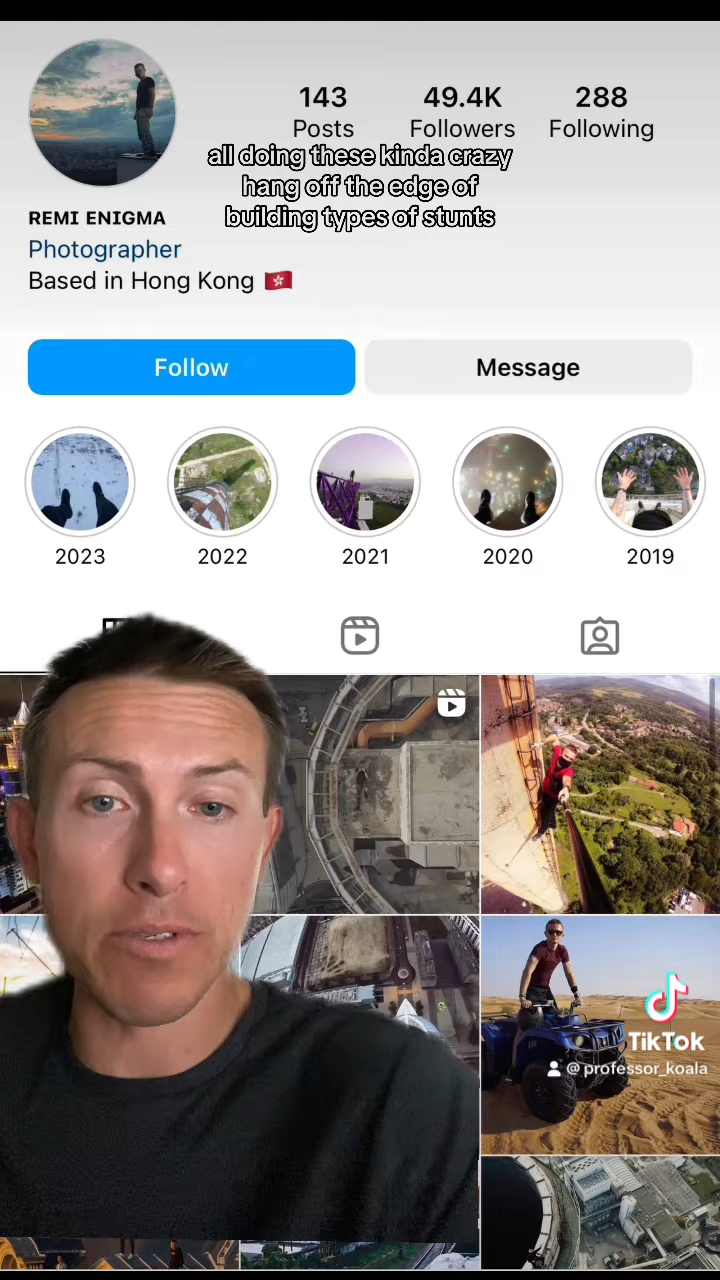 143
49.4K
288
Posts
Followers
Following
all doing these kinda crazy
hang off the edge of
building types of stunts
REMI ENIGMA
Photographer
Based in Hong Kong 🇭🇰
Follow
Message
2023
2022
2021
2020
2019
TikTok
@professor_koala